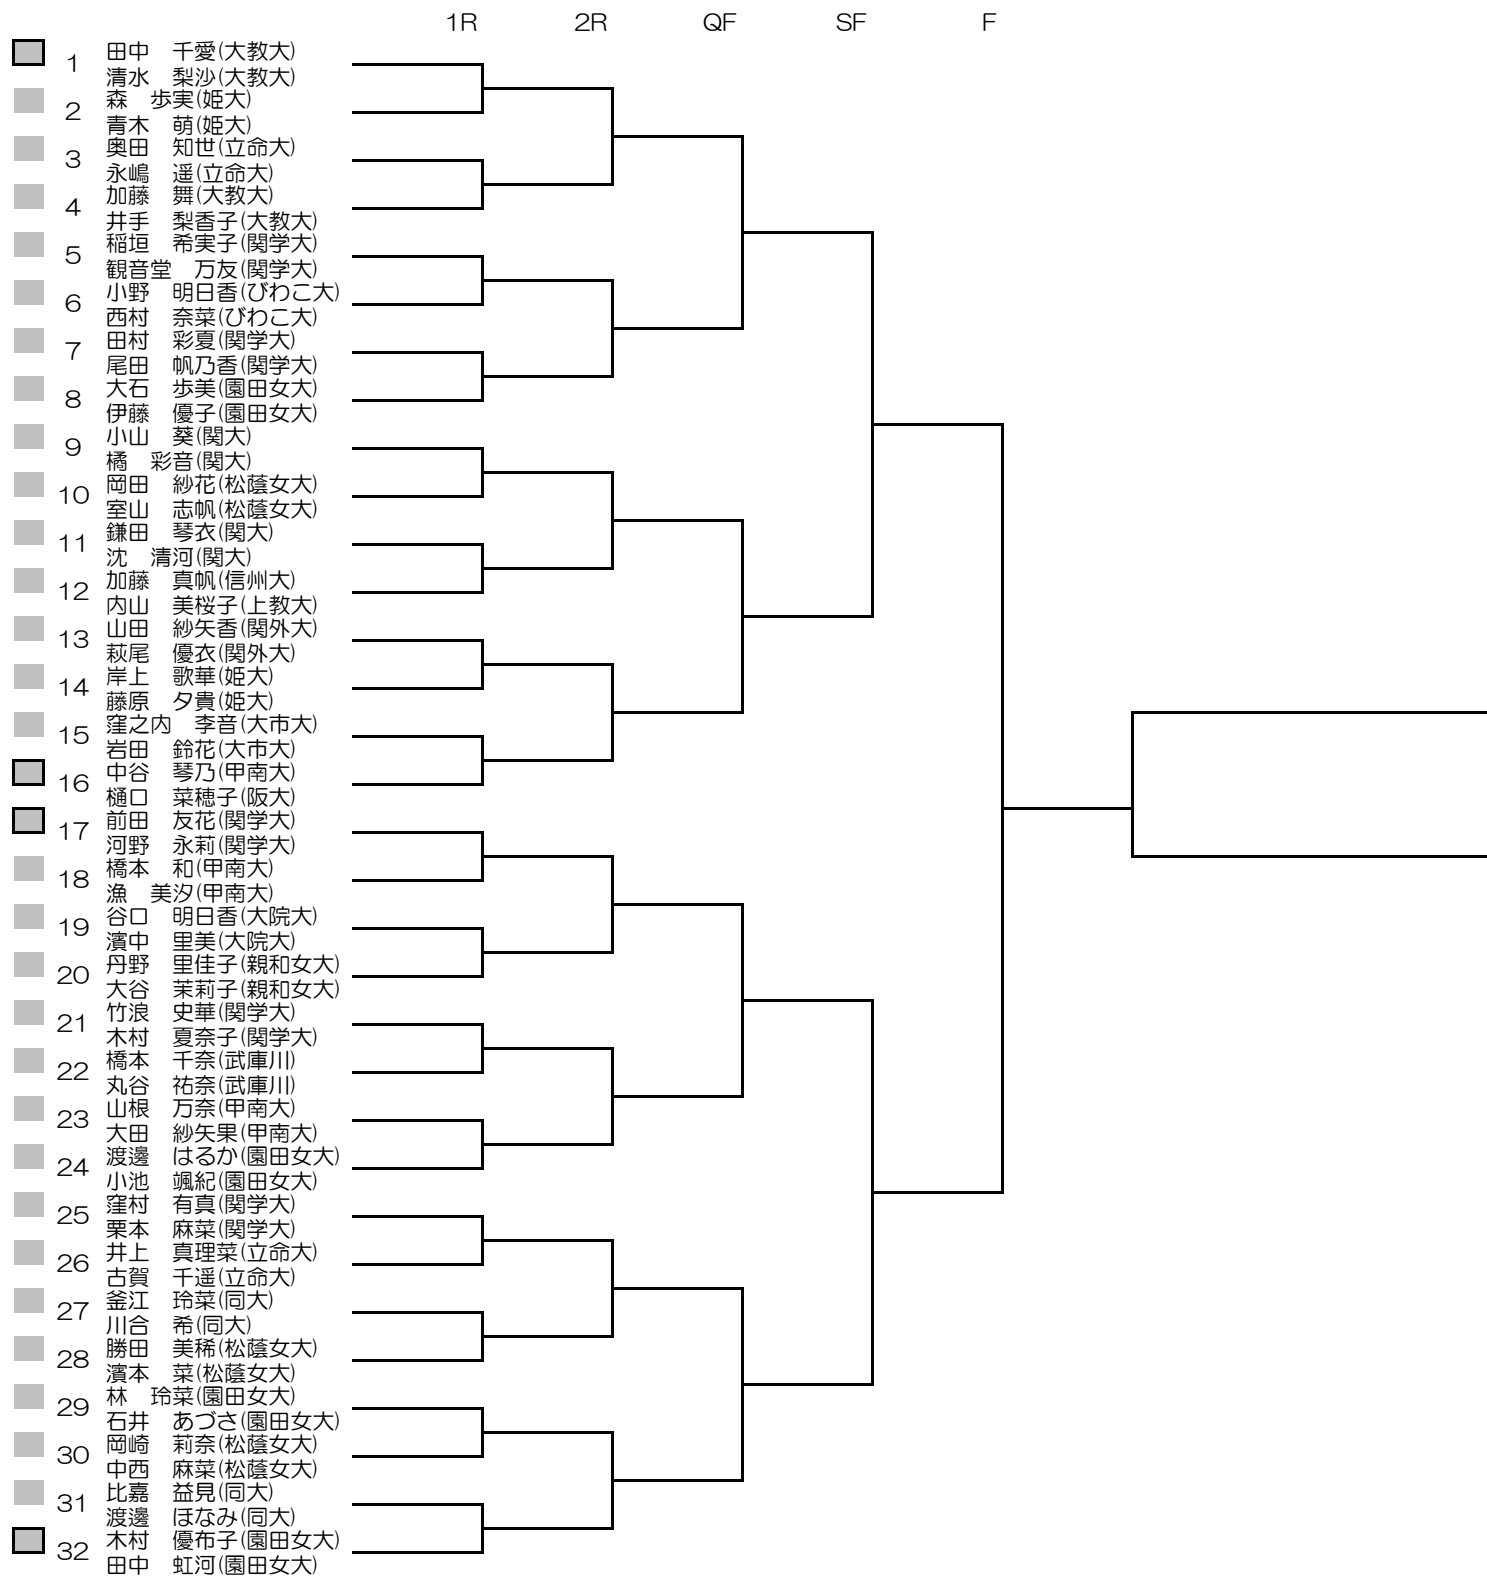 1R 2R QF SF F
1 田中　千愛(大教大)
清水　梨沙(大教大)
2 森　歩実(姫大)
青木　萌(姫大)
3 奥田　知世(立命大)
永嶋　遥(立命大)
4 加藤　舞(大教大)
井手　梨香子(大教大)
5 稲垣　希実子(関学大)
観音堂　万友(関学大)
6 小野　明日香(びわこ大)
西村　奈菜(びわこ大)
7 田村　彩夏(関学大)
尾田　帆乃香(関学大)
8 大石　歩美(園田女大)
伊藤　優子(園田女大)
9 小山　葵(関大)
橘　彩音(関大)
10 岡田　紗花(松蔭女大)
室山　志帆(松蔭女大)
11 鎌田　琴衣(関大)
沈　清河(関大)
12 加藤　真帆(信州大)
内山　美桜子(上教大)
13 山田　紗矢香(関外大)
萩尾　優衣(関外大)
14 岸上　歌華(姫大)
藤原　夕貴(姫大)
15 窪之内　李音(大市大)
岩田　鈴花(大市大)
16 中谷　琴乃(甲南大)
樋口　菜穂子(阪大)
17 前田　友花(関学大)
河野　永莉(関学大)
18 橋本　和(甲南大)
漁　美汐(甲南大)
19 谷口　明日香(大院大)
濱中　里美(大院大)
20 丹野　里佳子(親和女大)
大谷　茉莉子(親和女大)
21 竹浪　史華(関学大)
木村　夏奈子(関学大)
22 橋本　千奈(武庫川)
丸谷　祐奈(武庫川)
23 山根　万奈(甲南大)
大田　紗矢果(甲南大)
24 渡邊　はるか(園田女大)
小池　颯紀(園田女大)
25 窪村　有真(関学大)
栗本　麻菜(関学大)
26 井上　真理菜(立命大)
古賀　千遥(立命大)
27 釜江　玲菜(同大)
川合　希(同大)
28 勝田　美稀(松蔭女大)
濱本　菜(松蔭女大)
29 林　玲菜(園田女大)
石井　あづさ(園田女大)
30 岡崎　莉奈(松蔭女大)
中西　麻菜(松蔭女大)
31 比嘉　益見(同大)
渡邊　ほなみ(同大)
32 木村　優布子(園田女大)
田中　虹河(園田女大)